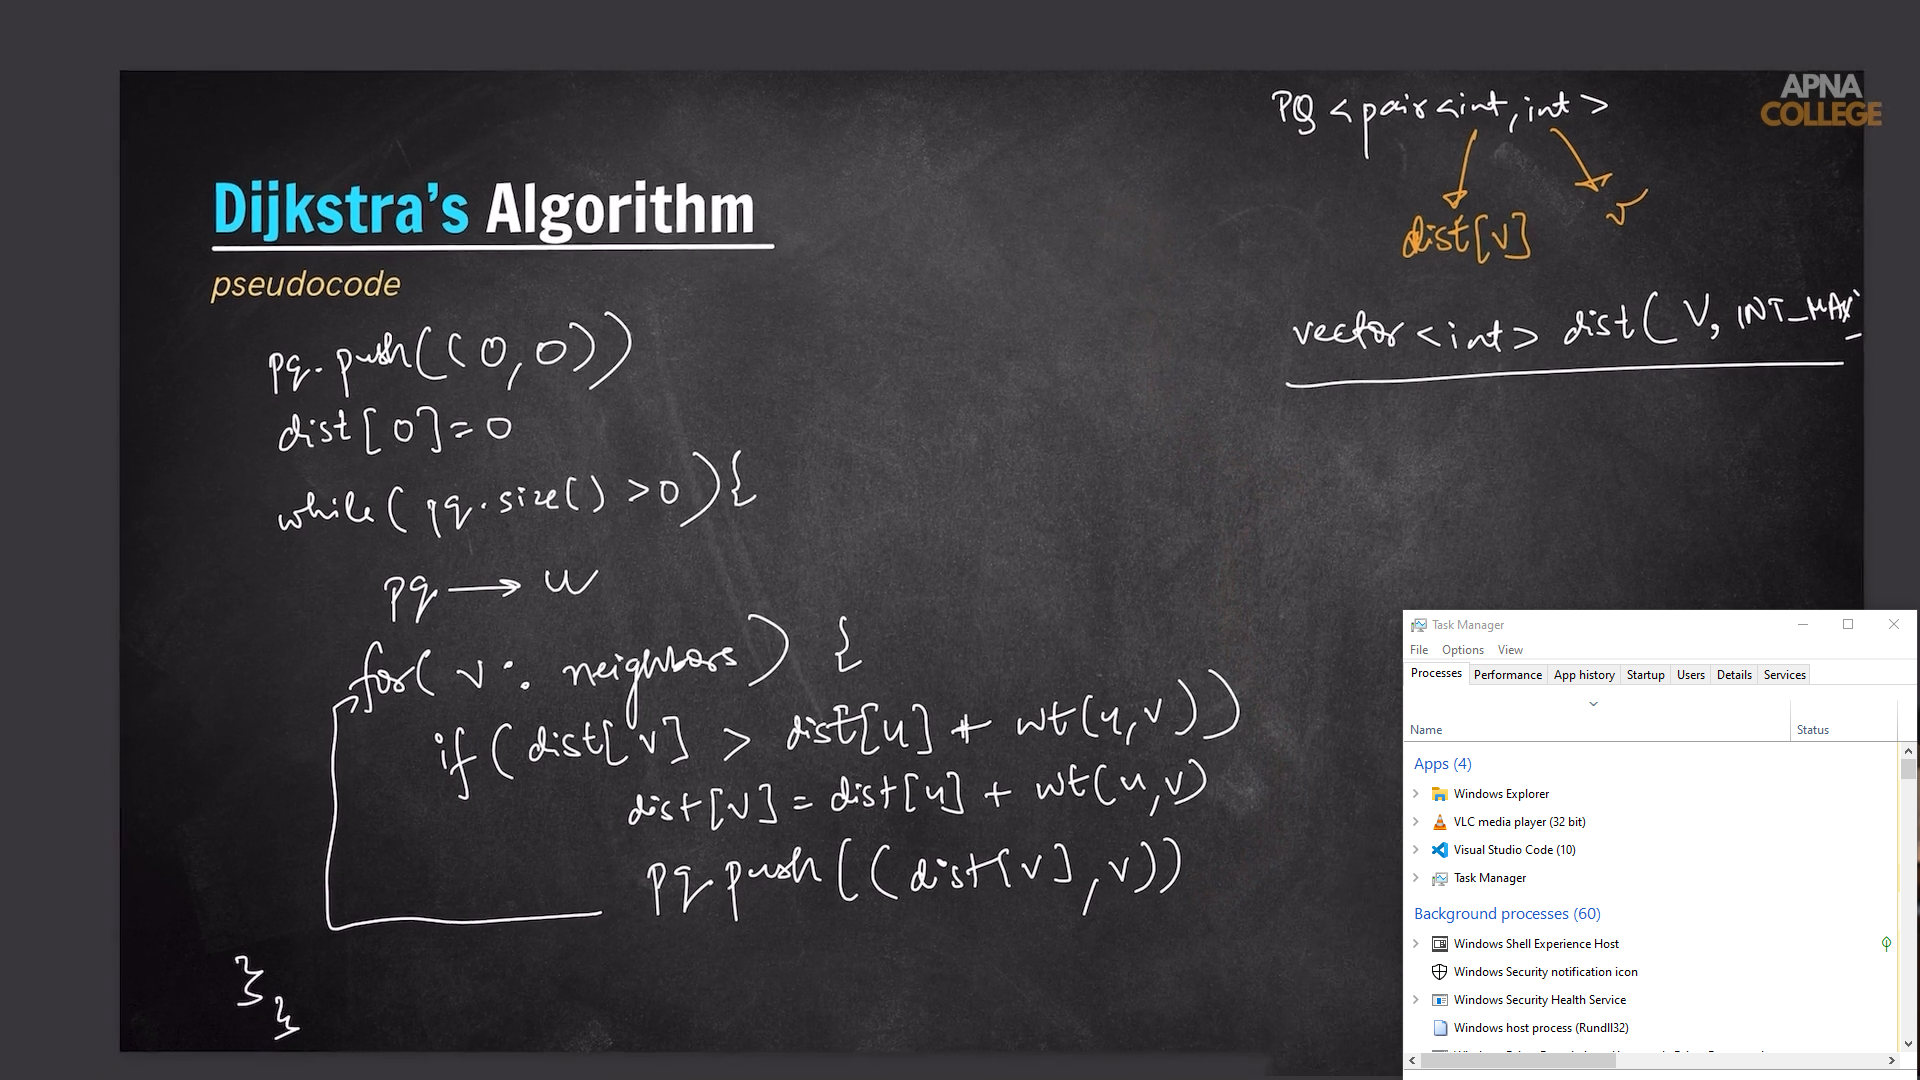 APNA
COLLEGE
PQ <pair<int, int>
dist[v]
v
vector<int> dist(V, INT_MAX
Dijkstra's Algorithm
pseudocode
pq.push((0,0))
dist[0]=0
while(pq.size() >0){
pq → u
for(v : neighbors) {
if(dist[v] > dist[u] + wt(u,v))
dist[v] = dist[u] + wt(u,v)
pq.push((dist[v],v))
}
}
Task Manager
File Options View
Processes Performance App history Startup Users Details Services
Name Status
Apps (4)
Windows Explorer
VLC media player (32 bit)
Visual Studio Code (10)
Task Manager
Background processes (60)
Windows Shell Experience Host
Windows Security notification icon
Windows Security Health Service
Windows host process (Rundll32)